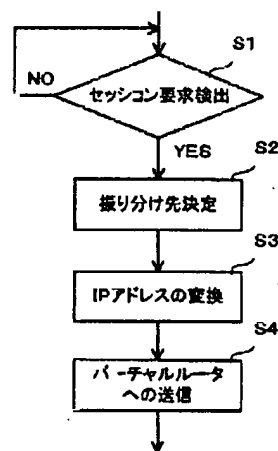 S1
NO
セッション要求検出
YES
S2
振り分け先決定
S3
IPアドレスの変換
S4
バーチャルルータ
への送信